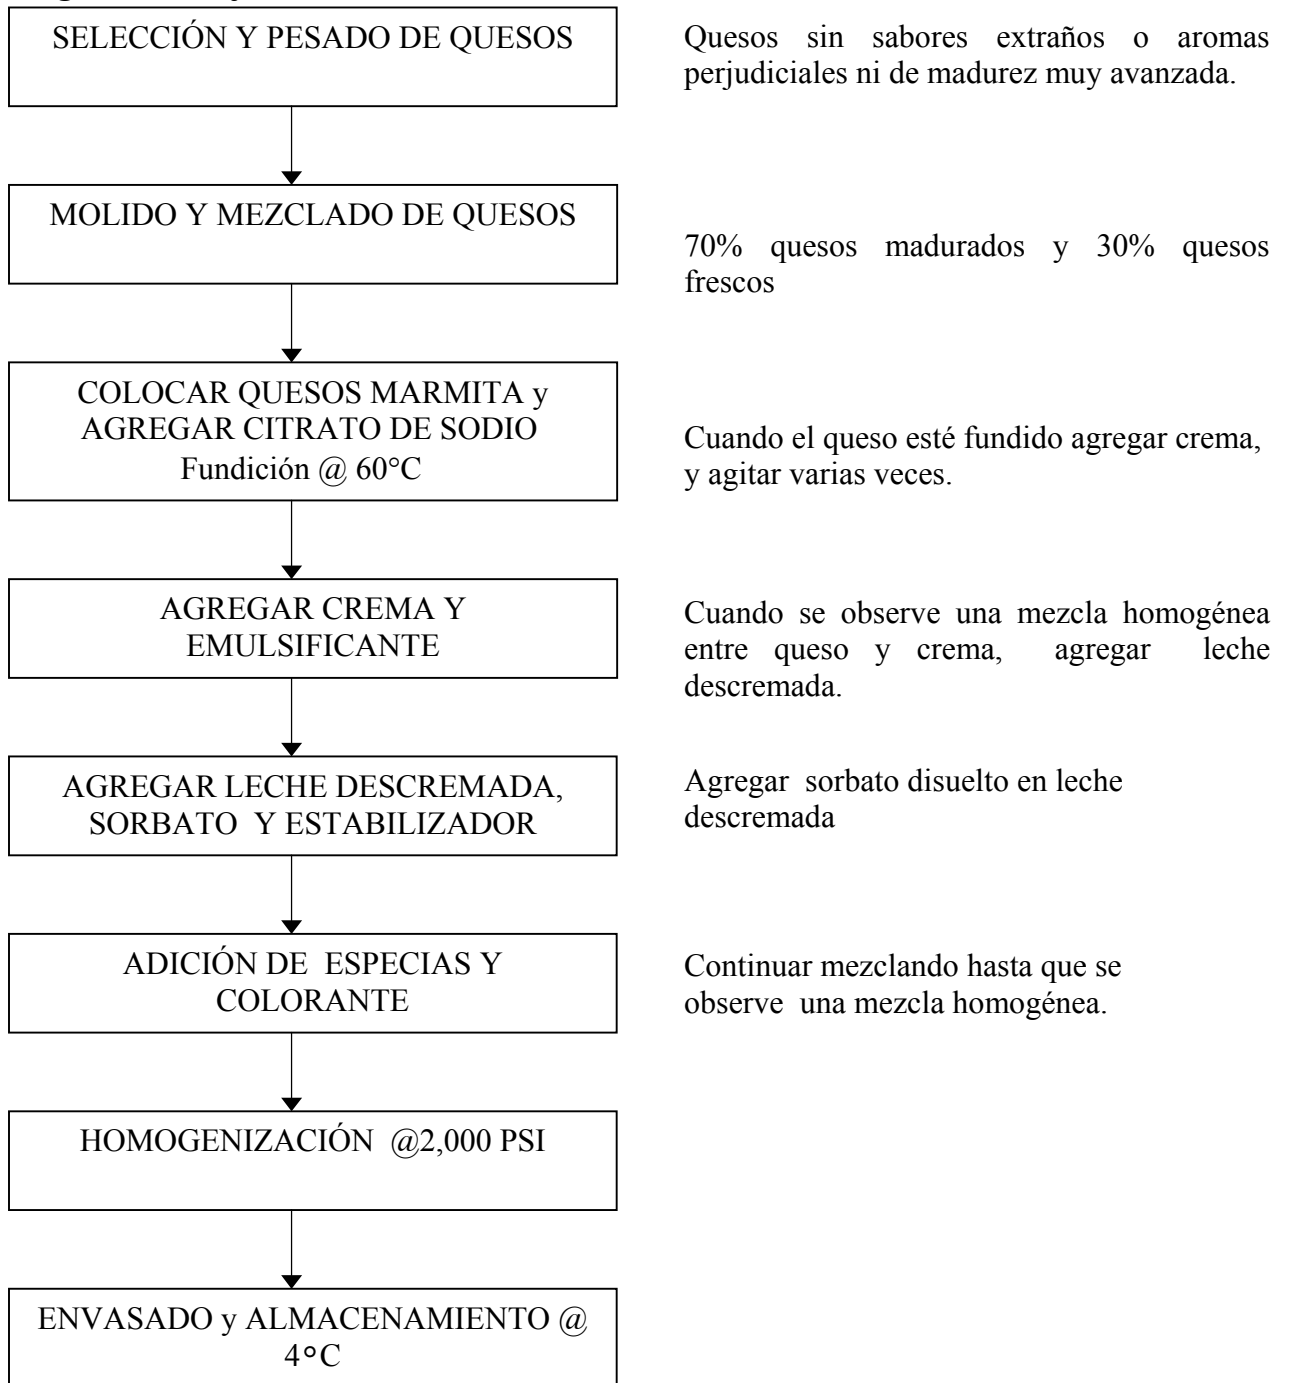 SELECCIÓN Y PESADO DE QUESOS
Quesos sin sabores extraños o aromas
perjudiciales ni de madurez muy avanzada.
MOLIDO Y MEZCLADO DE QUESOS
70% quesos madurados y 30% quesos
frescos
COLOCAR QUESOS MARMITA y
AGREGAR CITRATO DE SODIO
Fundición @ 60°C
Cuando el queso esté fundido agregar crema,
y agitar varias veces.
AGREGAR CREMA Y
EMULSIFICANTE
Cuando se observe una mezcla homogénea
entre queso y crema, agregar leche
descremada.
AGREGAR LECHE DESCREMADA,
SORBATO Y ESTABILIZADOR
Agregar sorbato disuelto en leche
descremada
ADICIÓN DE ESPECIAS Y
COLORANTE
Continuar mezclando hasta que se
observe una mezcla homogénea.
HOMOGENIZACIÓN @2,000 PSI
ENVASADO y ALMACENAMIENTO @
4°C